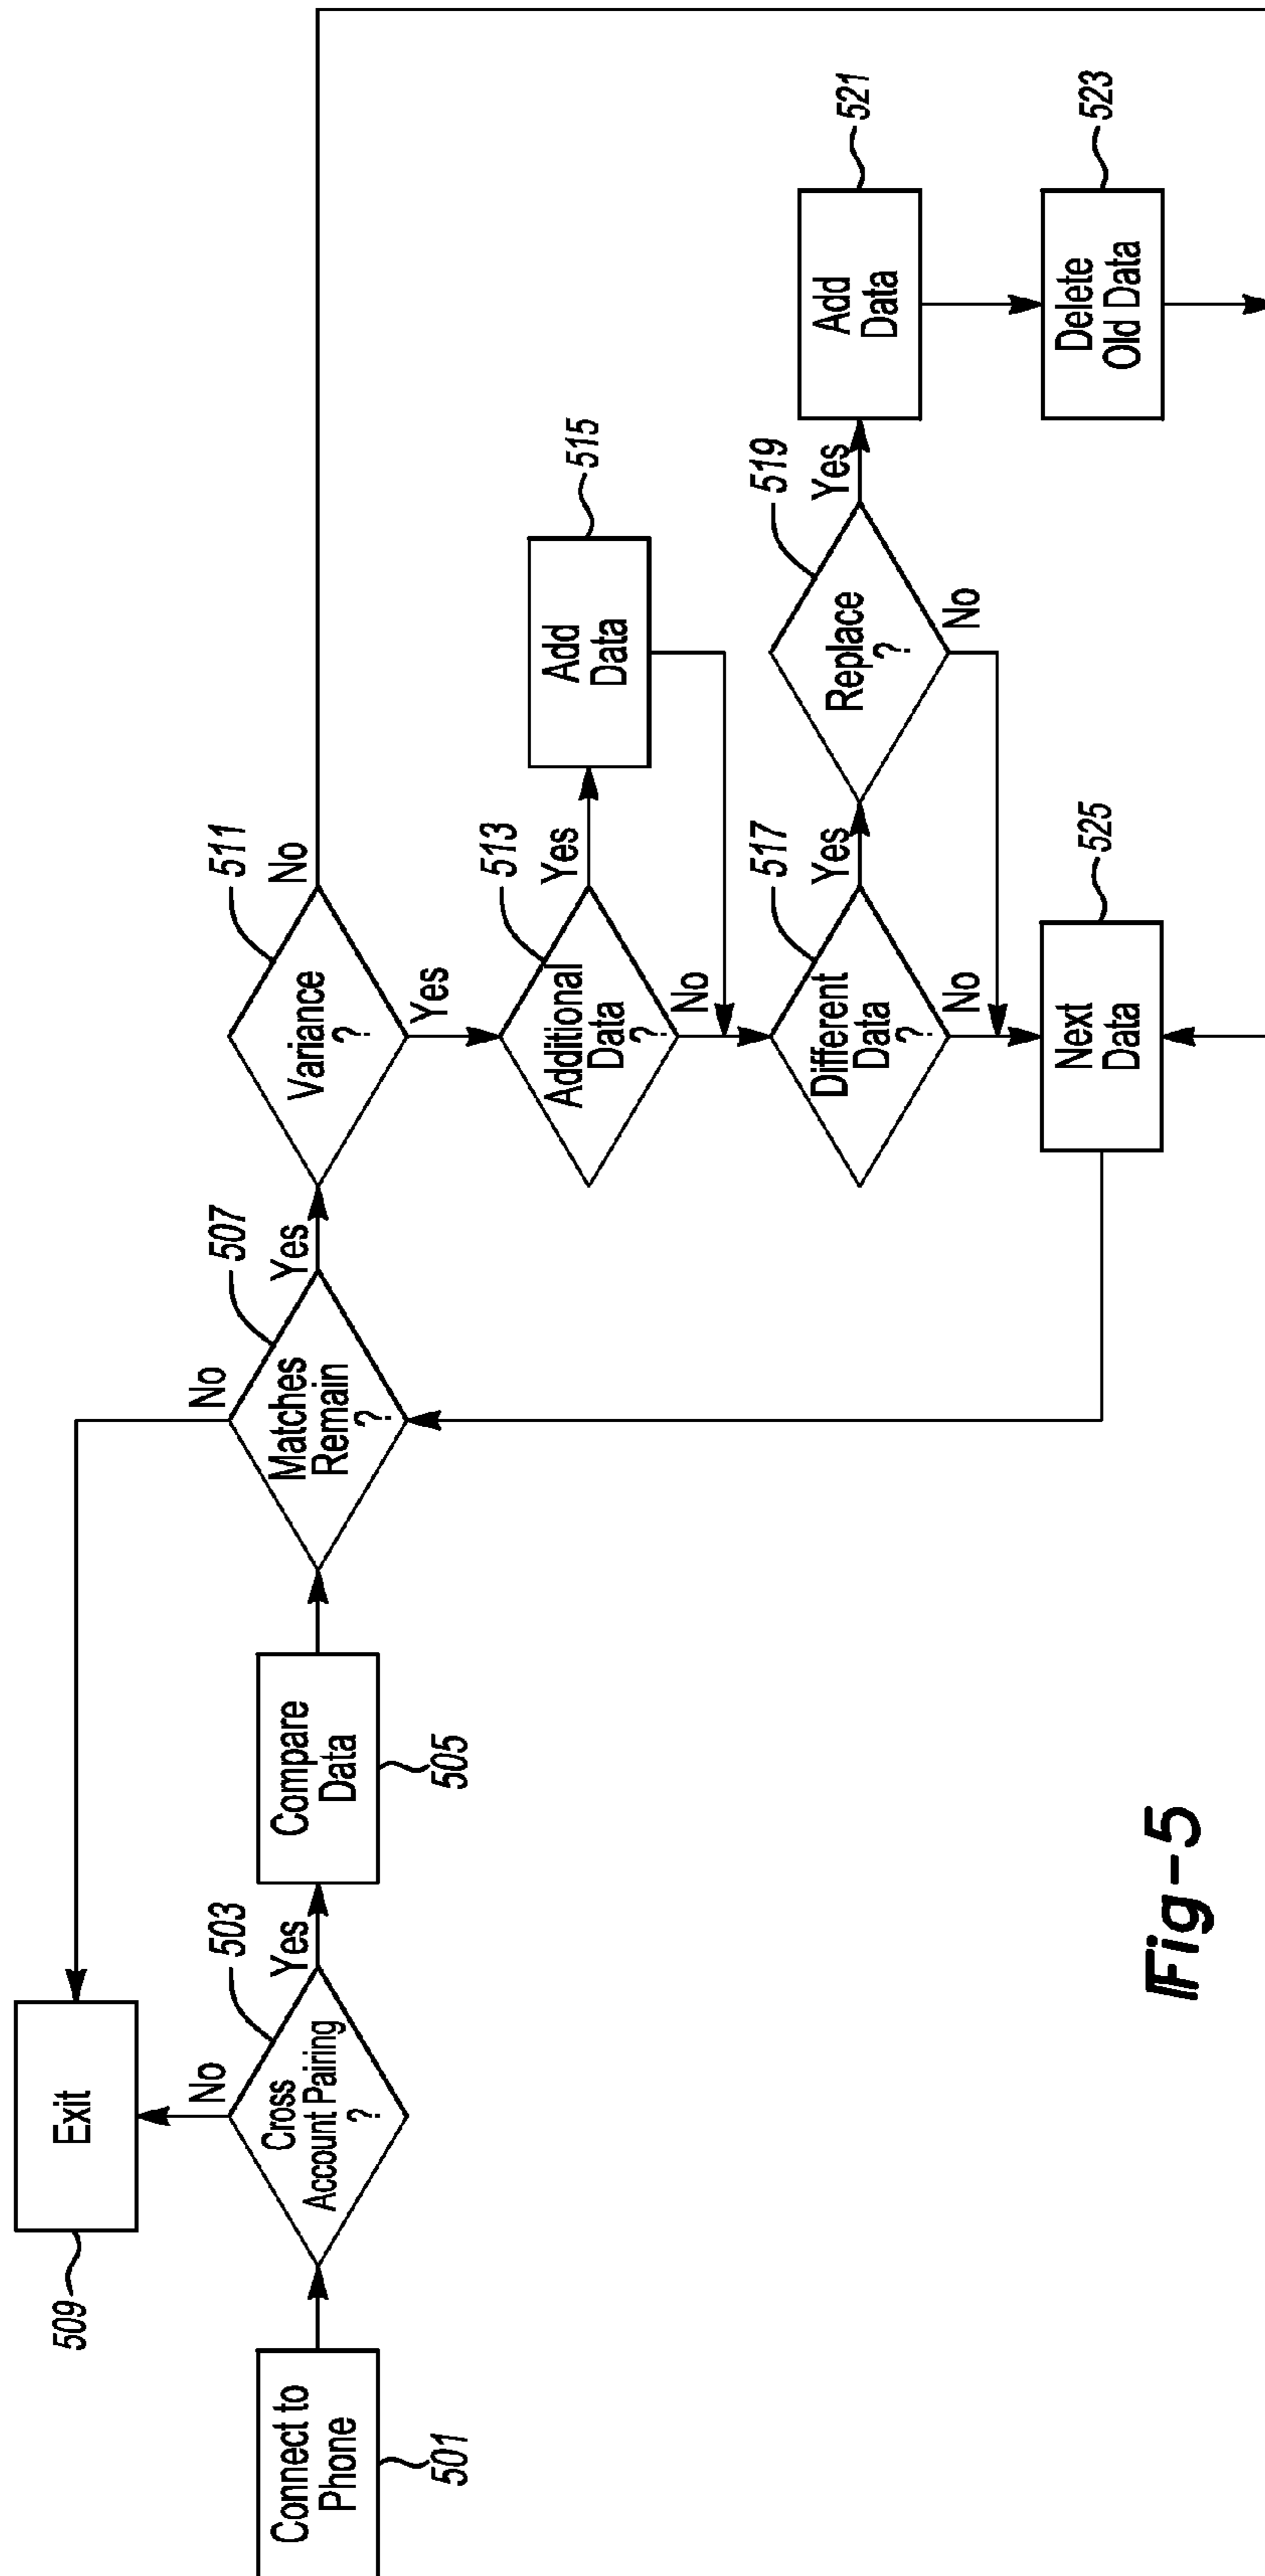 Connect to
Phone
501
Cross
Account Pairing
?
503
No
Yes
Exit
509
Compare
Data
505
Matches
Remain
?
507
No
Yes
Variance
?
511
No
Yes
Additional
Data
?
513
Yes
No
Add
Data
515
Different
Data
?
517
Yes
No
Replace
?
519
Yes
No
Add
Data
521
Delete
Old Data
523
Next
Data
525
Fig-5